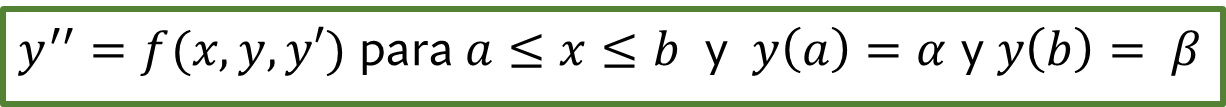 y′′ = f(x, y, y′) para a ≤ x ≤ b y y(a) = α y y(b) = β